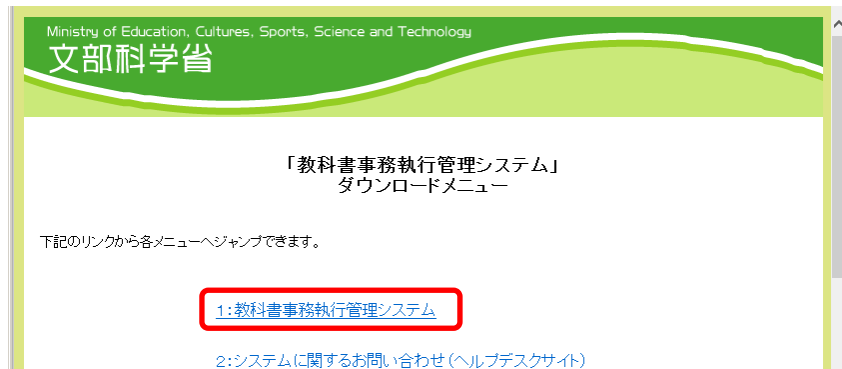 Ministry of Education, Cultures, Sports, Science and Technology
文部科学省
「教科書事務執行管理システム」
ダウンロードメニュー
下記のリンクから各メニューへジャンプできます。
1:教科書事務執行管理システム
2:システムに関するお問い合わせ(ヘルプデスクサイト)